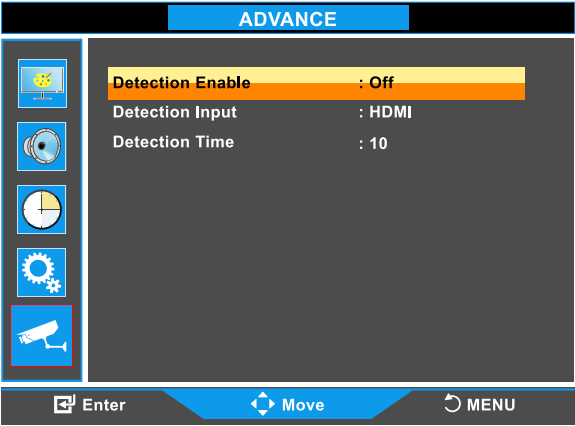 ADVANCE
Detection Enable : Off
Detection Input : HDMI
Detection Time : 10
Enter Move MENU